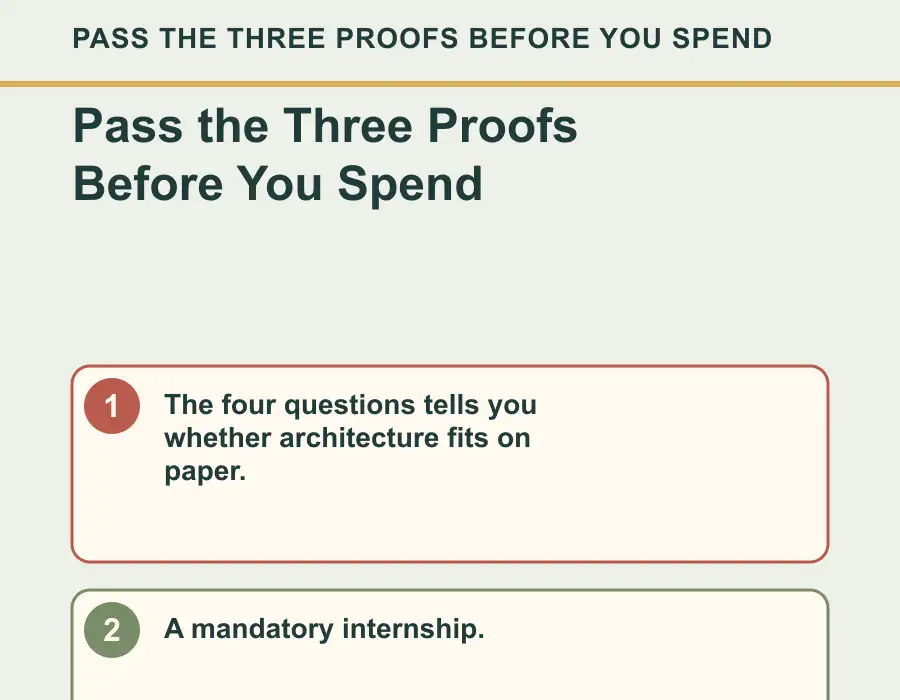 PASS THE THREE PROOFS BEFORE YOU SPEND
Pass the Three Proofs
Before You Spend
1
The four questions tells you
whether architecture fits on
paper.
2
A mandatory internship.